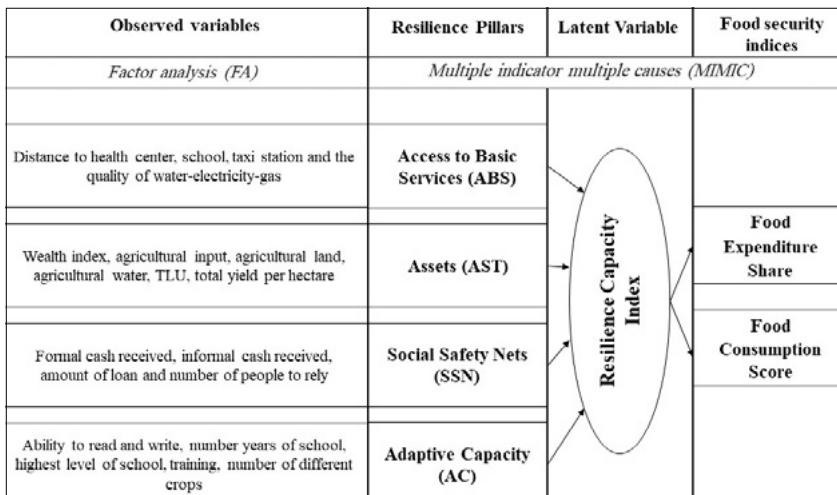 Observed variables
Resilience Pillars
Latent Variable
Food security
indices
Factor analysis (FA)
Multiple indicator multiple causes (MIMIC)
Distance to health center, school, taxi station and the
quality of water-electricity-gas
Access to Basic
Services (ABS)
Wealth index, agricultural input, agricultural land,
agricultural water, TLU, total yield per hectare
Assets (AST)
Formal cash received, informal cash received,
amount of loan and number of people to rely
Social Safety Nets
(SSN)
Ability to read and write, number years of school,
highest level of school, training, number of different
crops
Adaptive Capacity
(AC)
Resilience Capacity
Index
Food
Expenditure
Share
Food
Consumption
Score